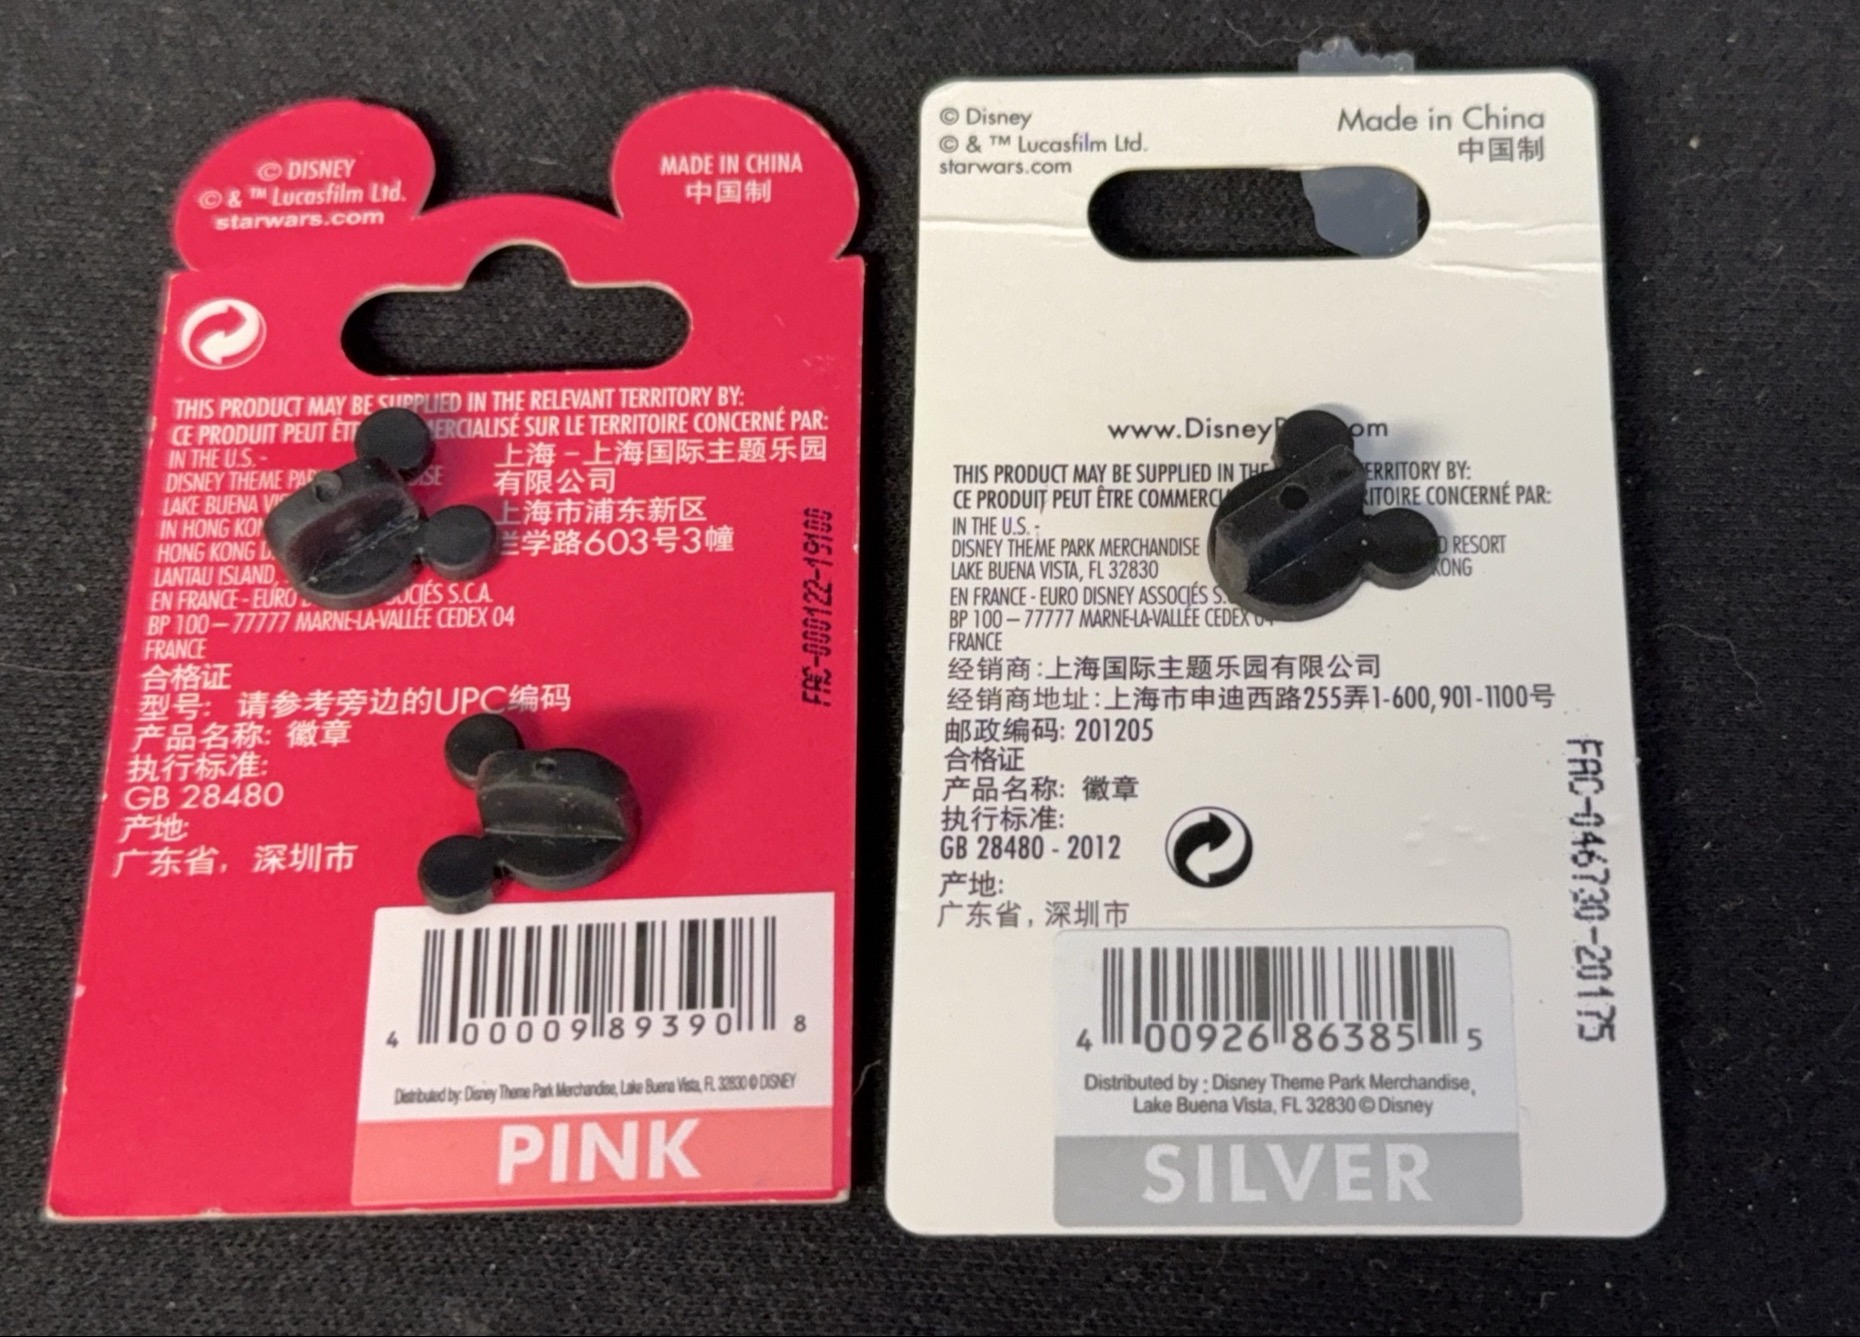 © DISNEY
© & ™ Lucasfilm Ltd.
starwars.com
MADE IN CHINA
中国制
THIS PRODUCT MAY BE SUPPLIED IN THE RELEVANT TERRITORY BY:
CE PRODUIT PEUT SUR LE TERRITOIRE CONCERNÉ PAR:
IN THE U.S. -
DISNEY THEME
LAKE BUENA
IN HONG
HONG KONG
LANTAU ISLAND,
EN FRANCE - EURO S.C.A.
BP 100 – 77777 MARNE-LA-VALLÉE CEDEX 04
FRANCE
上海 – 上海国际主题乐园
有限公司
上海市浦东新区
学路603号3幢
合格证
型号: 请参考旁边的UPC编码
产品名称: 徽章
执行标准:
GB 28480
产地:
广东省, 深圳市
FAC-000122-19100
4 00009 89390 8
Distributed by: Disney Theme Park Merchandise, Lake Buena Vista, FL 32830 © DISNEY
PINK
© Disney
© & ™ Lucasfilm Ltd.
starwars.com
Made in China
中国制
THIS PRODUCT MAY BE SUPPLIED IN BY:
CE PRODUIT PEUT ÊTRE CONCERNÉ PAR:
IN THE U.S. -
DISNEY THEME PARK MERCHANDISE RESORT
LAKE BUENA VISTA, FL 32830
EN FRANCE - EURO DISNEY ASSOCIÉS
BP 100 – 77777 MARNE-LA-VALLÉE CEDEX
FRANCE
经销商:上海国际主题乐园有限公司
经销商地址:上海市申迪西路255弄1-600,901-1100号
邮政编码: 201205
合格证
产品名称: 徽章
执行标准:
GB 28480 - 2012
产地:
广东省, 深圳市
FAC-046730-20175
4 00926 86385 5
Distributed by : Disney Theme Park Merchandise,
Lake Buena Vista, FL 32830 © Disney
SILVER